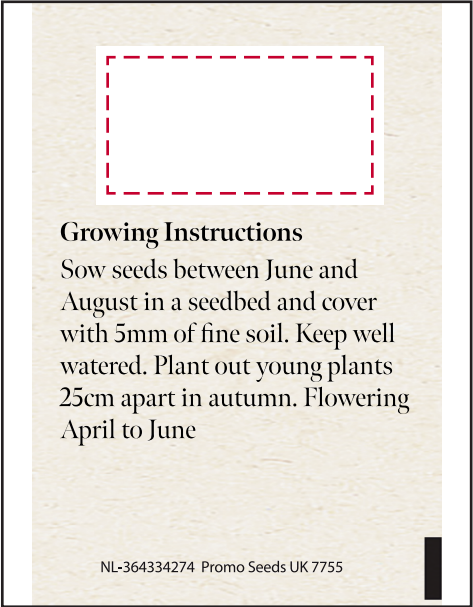 Growing Instructions
Sow seeds between June and
August in a seedbed and cover
with 5mm of fine soil. Keep well
watered. Plant out young plants
25cm apart in autumn. Flowering
April to June
NL-364334274 Promo Seeds UK 7755